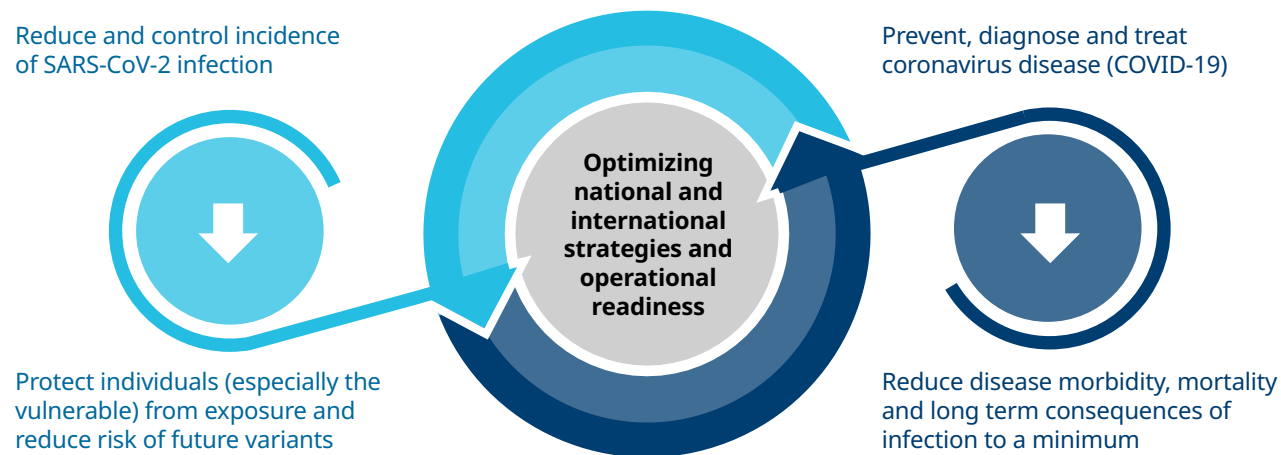 Reduce and control incidence
of SARS-CoV-2 infection
Protect individuals (especially the
vulnerable) from exposure and
reduce risk of future variants
Optimizing
national and
international
strategies and
operational
readiness
Prevent, diagnose and treat
coronavirus disease (COVID-19)
Reduce disease morbidity, mortality
and long term consequences of
infection to a minimum